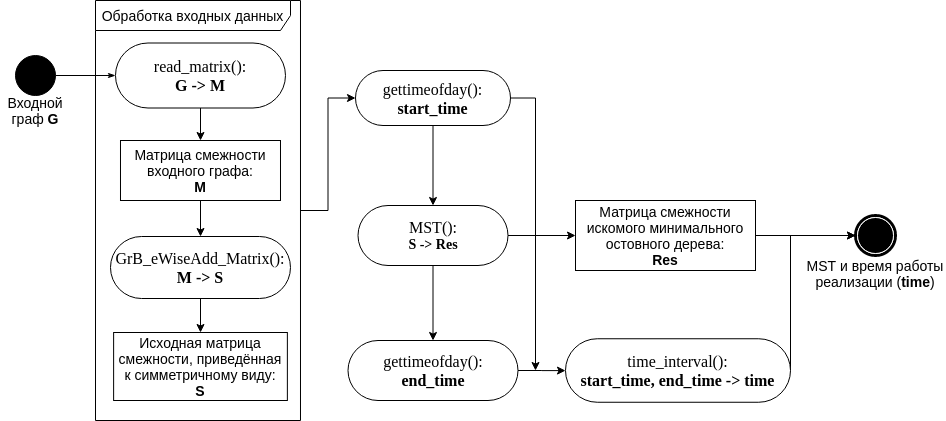 Обработка входных данных
Входной
граф G
read_matrix():
G -> M
Матрица смежности
входного графа:
M
GrB_eWiseAdd_Matrix():
M -> S
Исходная матрица
смежности, приведённая
к симметричному виду:
S
gettimeofday():
start_time
MST():
S -> Res
gettimeofday():
end_time
Матрица смежности
искомого минимального
остовного дерева:
Res
time_interval():
start_time, end_time -> time
MST и время работы
реализации (time)